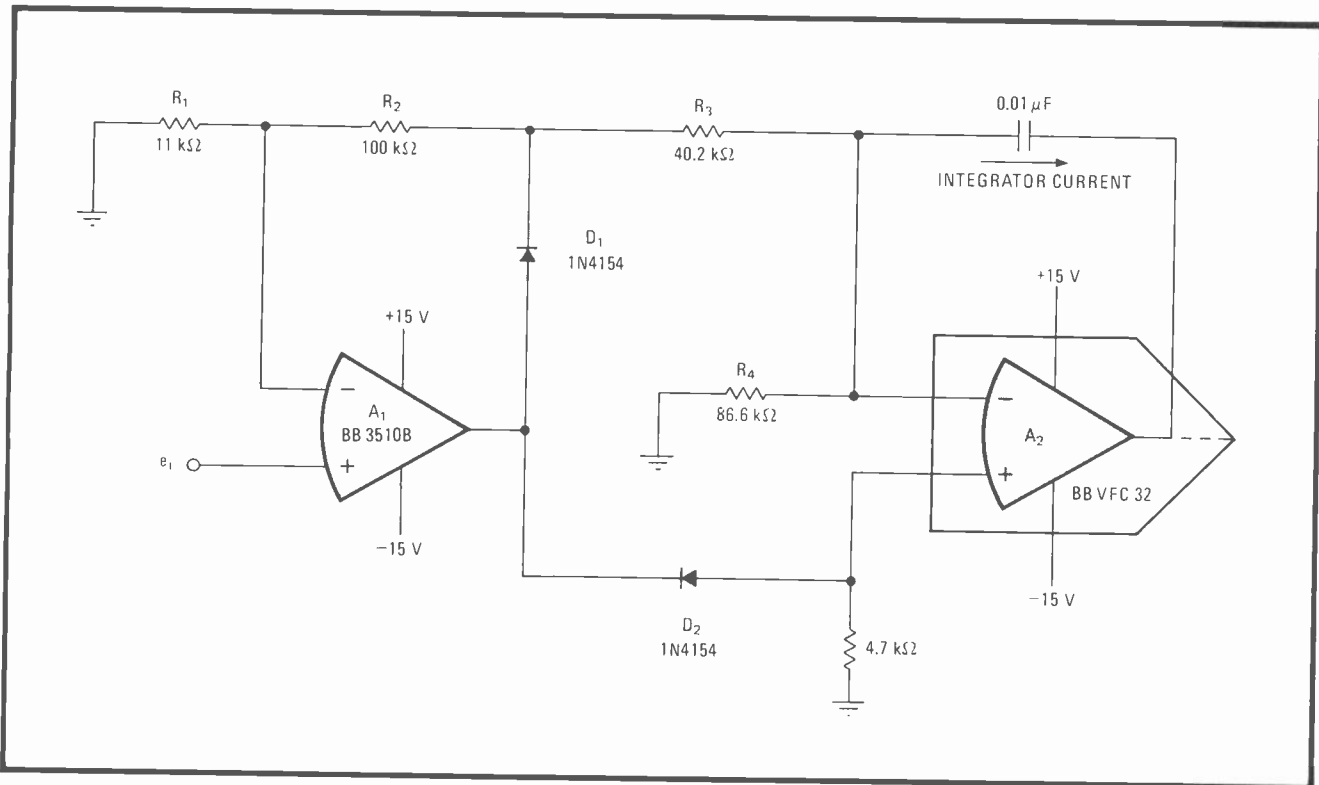 R₁
11 kΩ
R₂
100 kΩ
R₃
40.2 kΩ
0.01 μF
INTEGRATOR CURRENT
D₁
1N4154
+15 V
−
A₁
BB 3510B
+
e₁
−15 V
R₄
86.6 kΩ
+15 V
−
A₂
+
BB VFC 32
−15 V
D₂
1N4154
4.7 kΩ